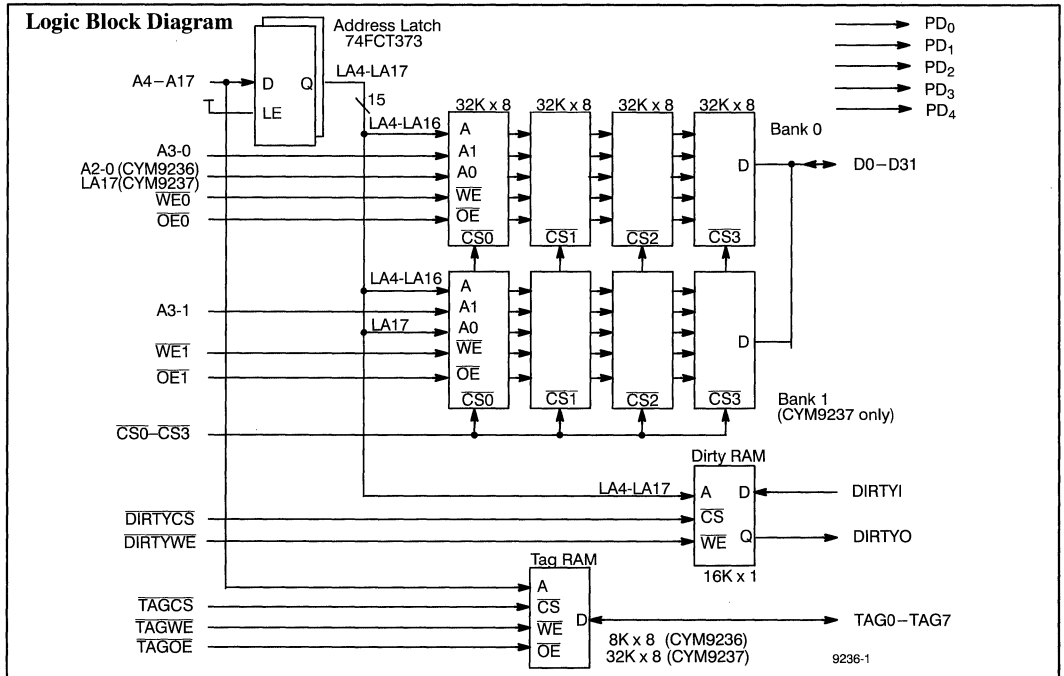 Logic Block Diagram
Address Latch
74FCT373
A4–A17
D Q
LE
LA4-LA17
15
PD0
PD1
PD2
PD3
PD4
32K x 8 32K x 8 32K x 8 32K x 8
Bank 0
LA4-LA16
A
A3-0
A1
A2-0 (CYM9236)
LA17(CYM9237)
A0
D
D0–D31
WE0
WE
OE0
OE
CS0 CS1 CS2 CS3
LA4-LA16
A
A3-1
A1
LA17
A0
WE1
WE
D
OE1
OE
CS0 CS1 CS2 CS3
Bank 1
(CYM9237 only)
CS0–CS3
Dirty RAM
LA4-LA17
A D
DIRTYI
DIRTYCS
CS
DIRTYWE
WE Q
DIRTYO
16K x 1
Tag RAM
A
TAGCS
CS
TAGWE
WE
D
TAG0–TAG7
TAGOE
OE
8K x 8 (CYM9236)
32K x 8 (CYM9237)
9236-1